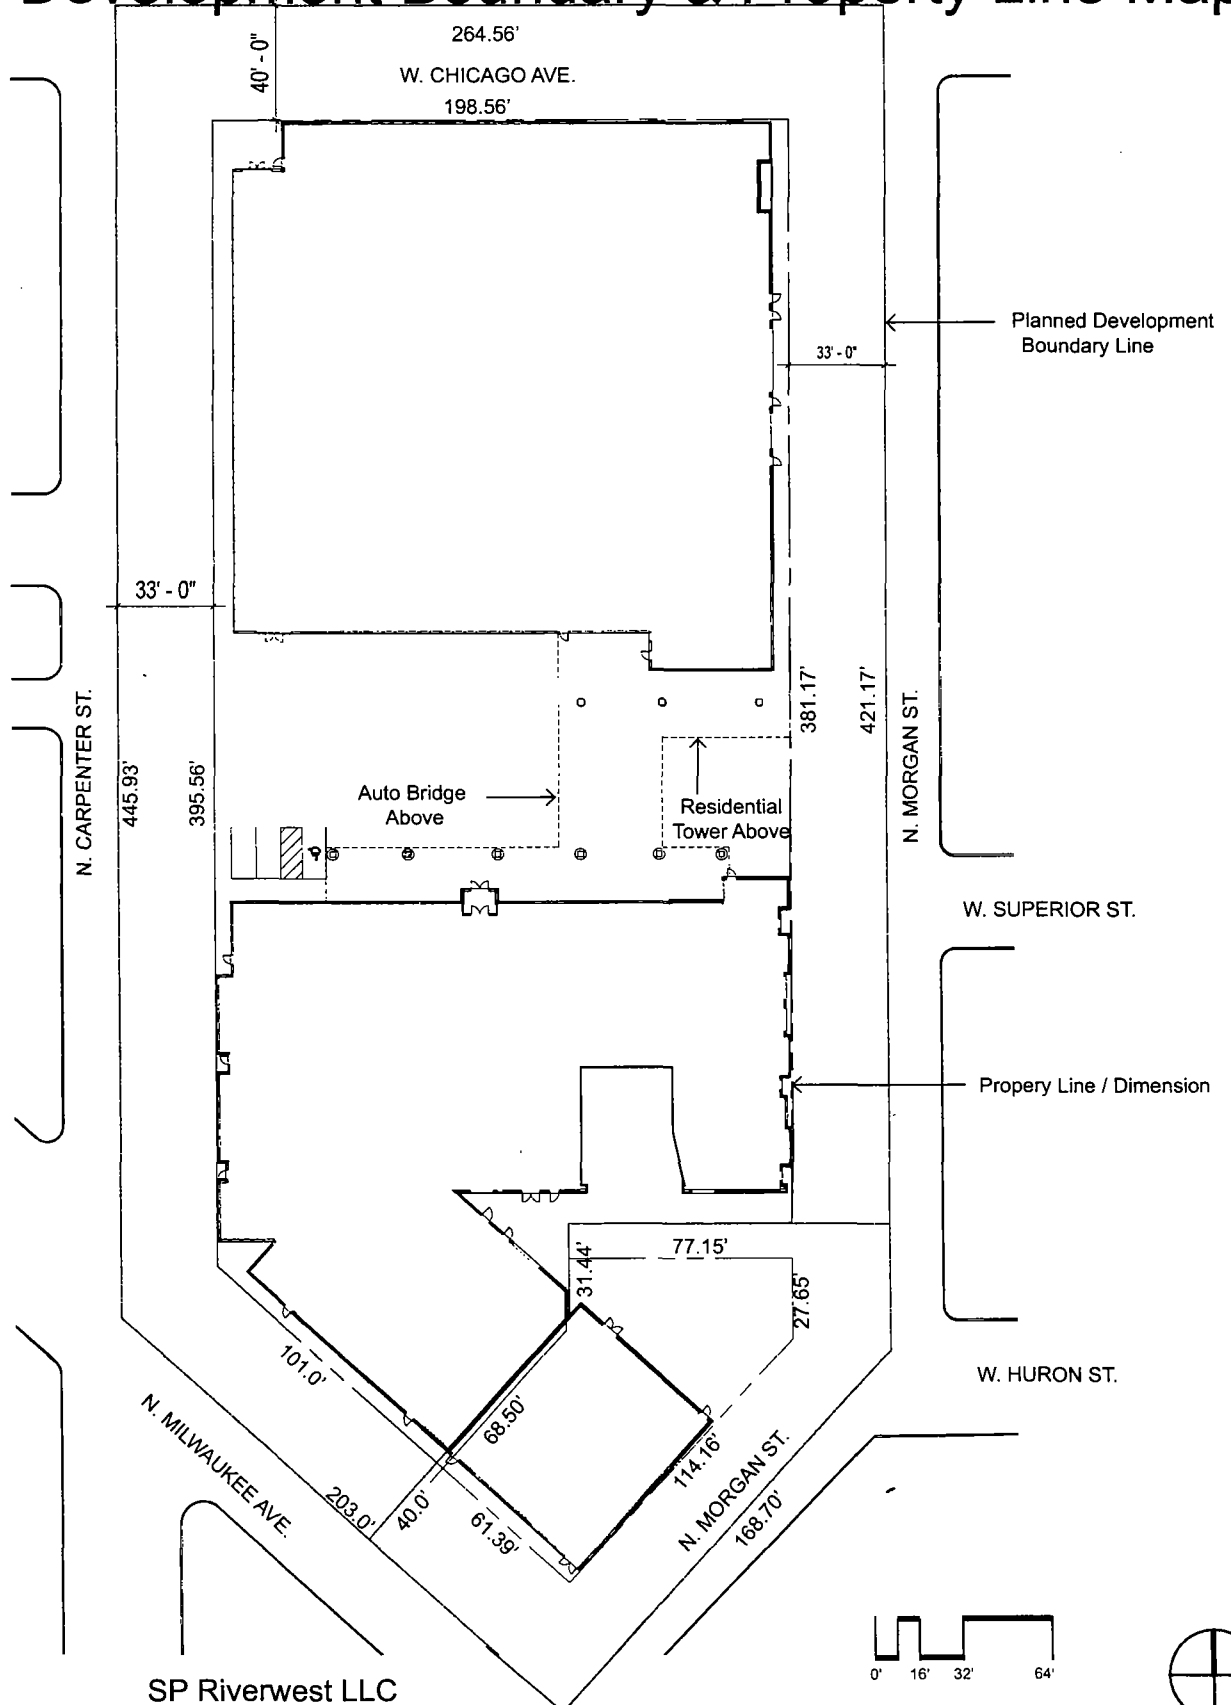 Development Boundary & Property Line Map
264.56'
40' - 0"
W. CHICAGO AVE.
198.56'
Planned Development
Boundary Line
33' - 0"
33' - 0"
N. CARPENTER ST.
445.93'
395.56'
381.17'
421.17'
N. MORGAN ST.
Auto Bridge
Above
Residential
Tower Above
W. SUPERIOR ST.
Propery Line / Dimension
77.15'
31.44'
27.65'
101.0'
W. HURON ST.
68.50'
N. MILWAUKEE AVE.
203.0'
40.0'
61.39'
114.16'
N. MORGAN ST.
168.70'
0' 16' 32' 64'
SP Riverwest LLC